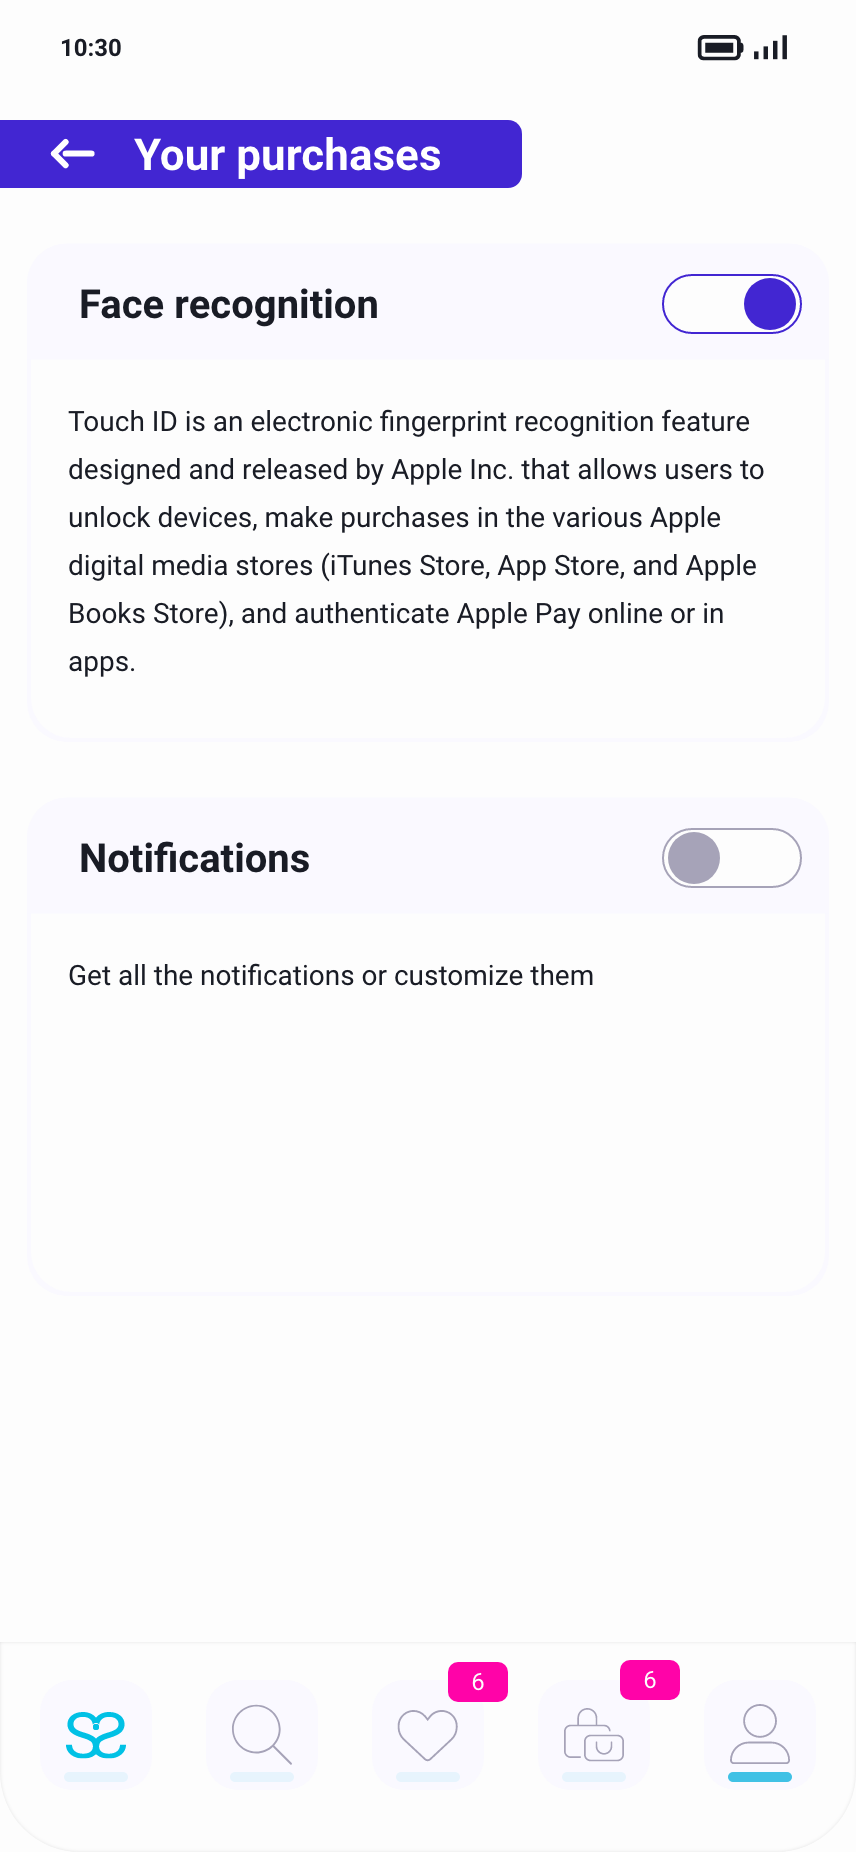 10:30
Your purchases
Face recognition
Touch ID is an electronic fingerprint recognition feature
designed and released by Apple Inc. that allows users to
unlock devices, make purchases in the various Apple
digital media stores (iTunes Store, App Store, and Apple
Books Store), and authenticate Apple Pay online or in
apps.
Notifications
Get all the notifications or customize them
6
6